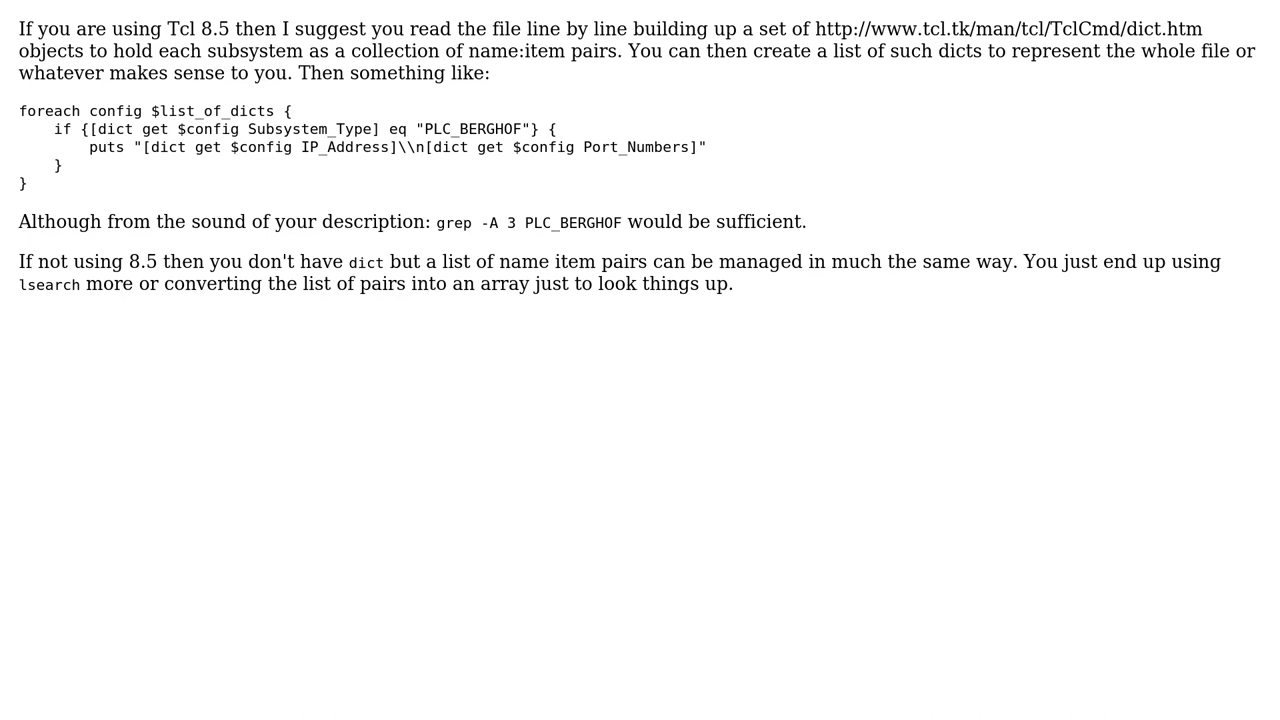 If you are using Tcl 8.5 then I suggest you read the file line by line building up a set of http://www.tcl.tk/man/tcl/TclCmd/dict.htm
objects to hold each subsystem as a collection of name:item pairs. You can then create a list of such dicts to represent the whole file or
whatever makes sense to you. Then something like:
foreach config $list_of_dicts {
    if {[dict get $config Subsystem_Type] eq "PLC_BERGHOF"} {
        puts "[dict get $config IP_Address]\\n[dict get $config Port_Numbers]"
    }
}
Although from the sound of your description: grep -A 3 PLC_BERGHOF would be sufficient.
If not using 8.5 then you don't have dict but a list of name item pairs can be managed in much the same way. You just end up using
lsearch more or converting the list of pairs into an array just to look things up.